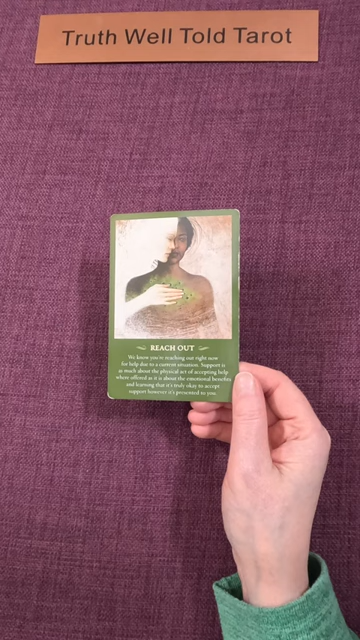 Truth Well Told Tarot
REACH OUT
We know you're reaching out right now
for help due to a current situation. Support is
as much about the physical act of accepting help
where offered as it is about the emotional benefits
and learning that it's truly okay to accept
support however it's presented to you.